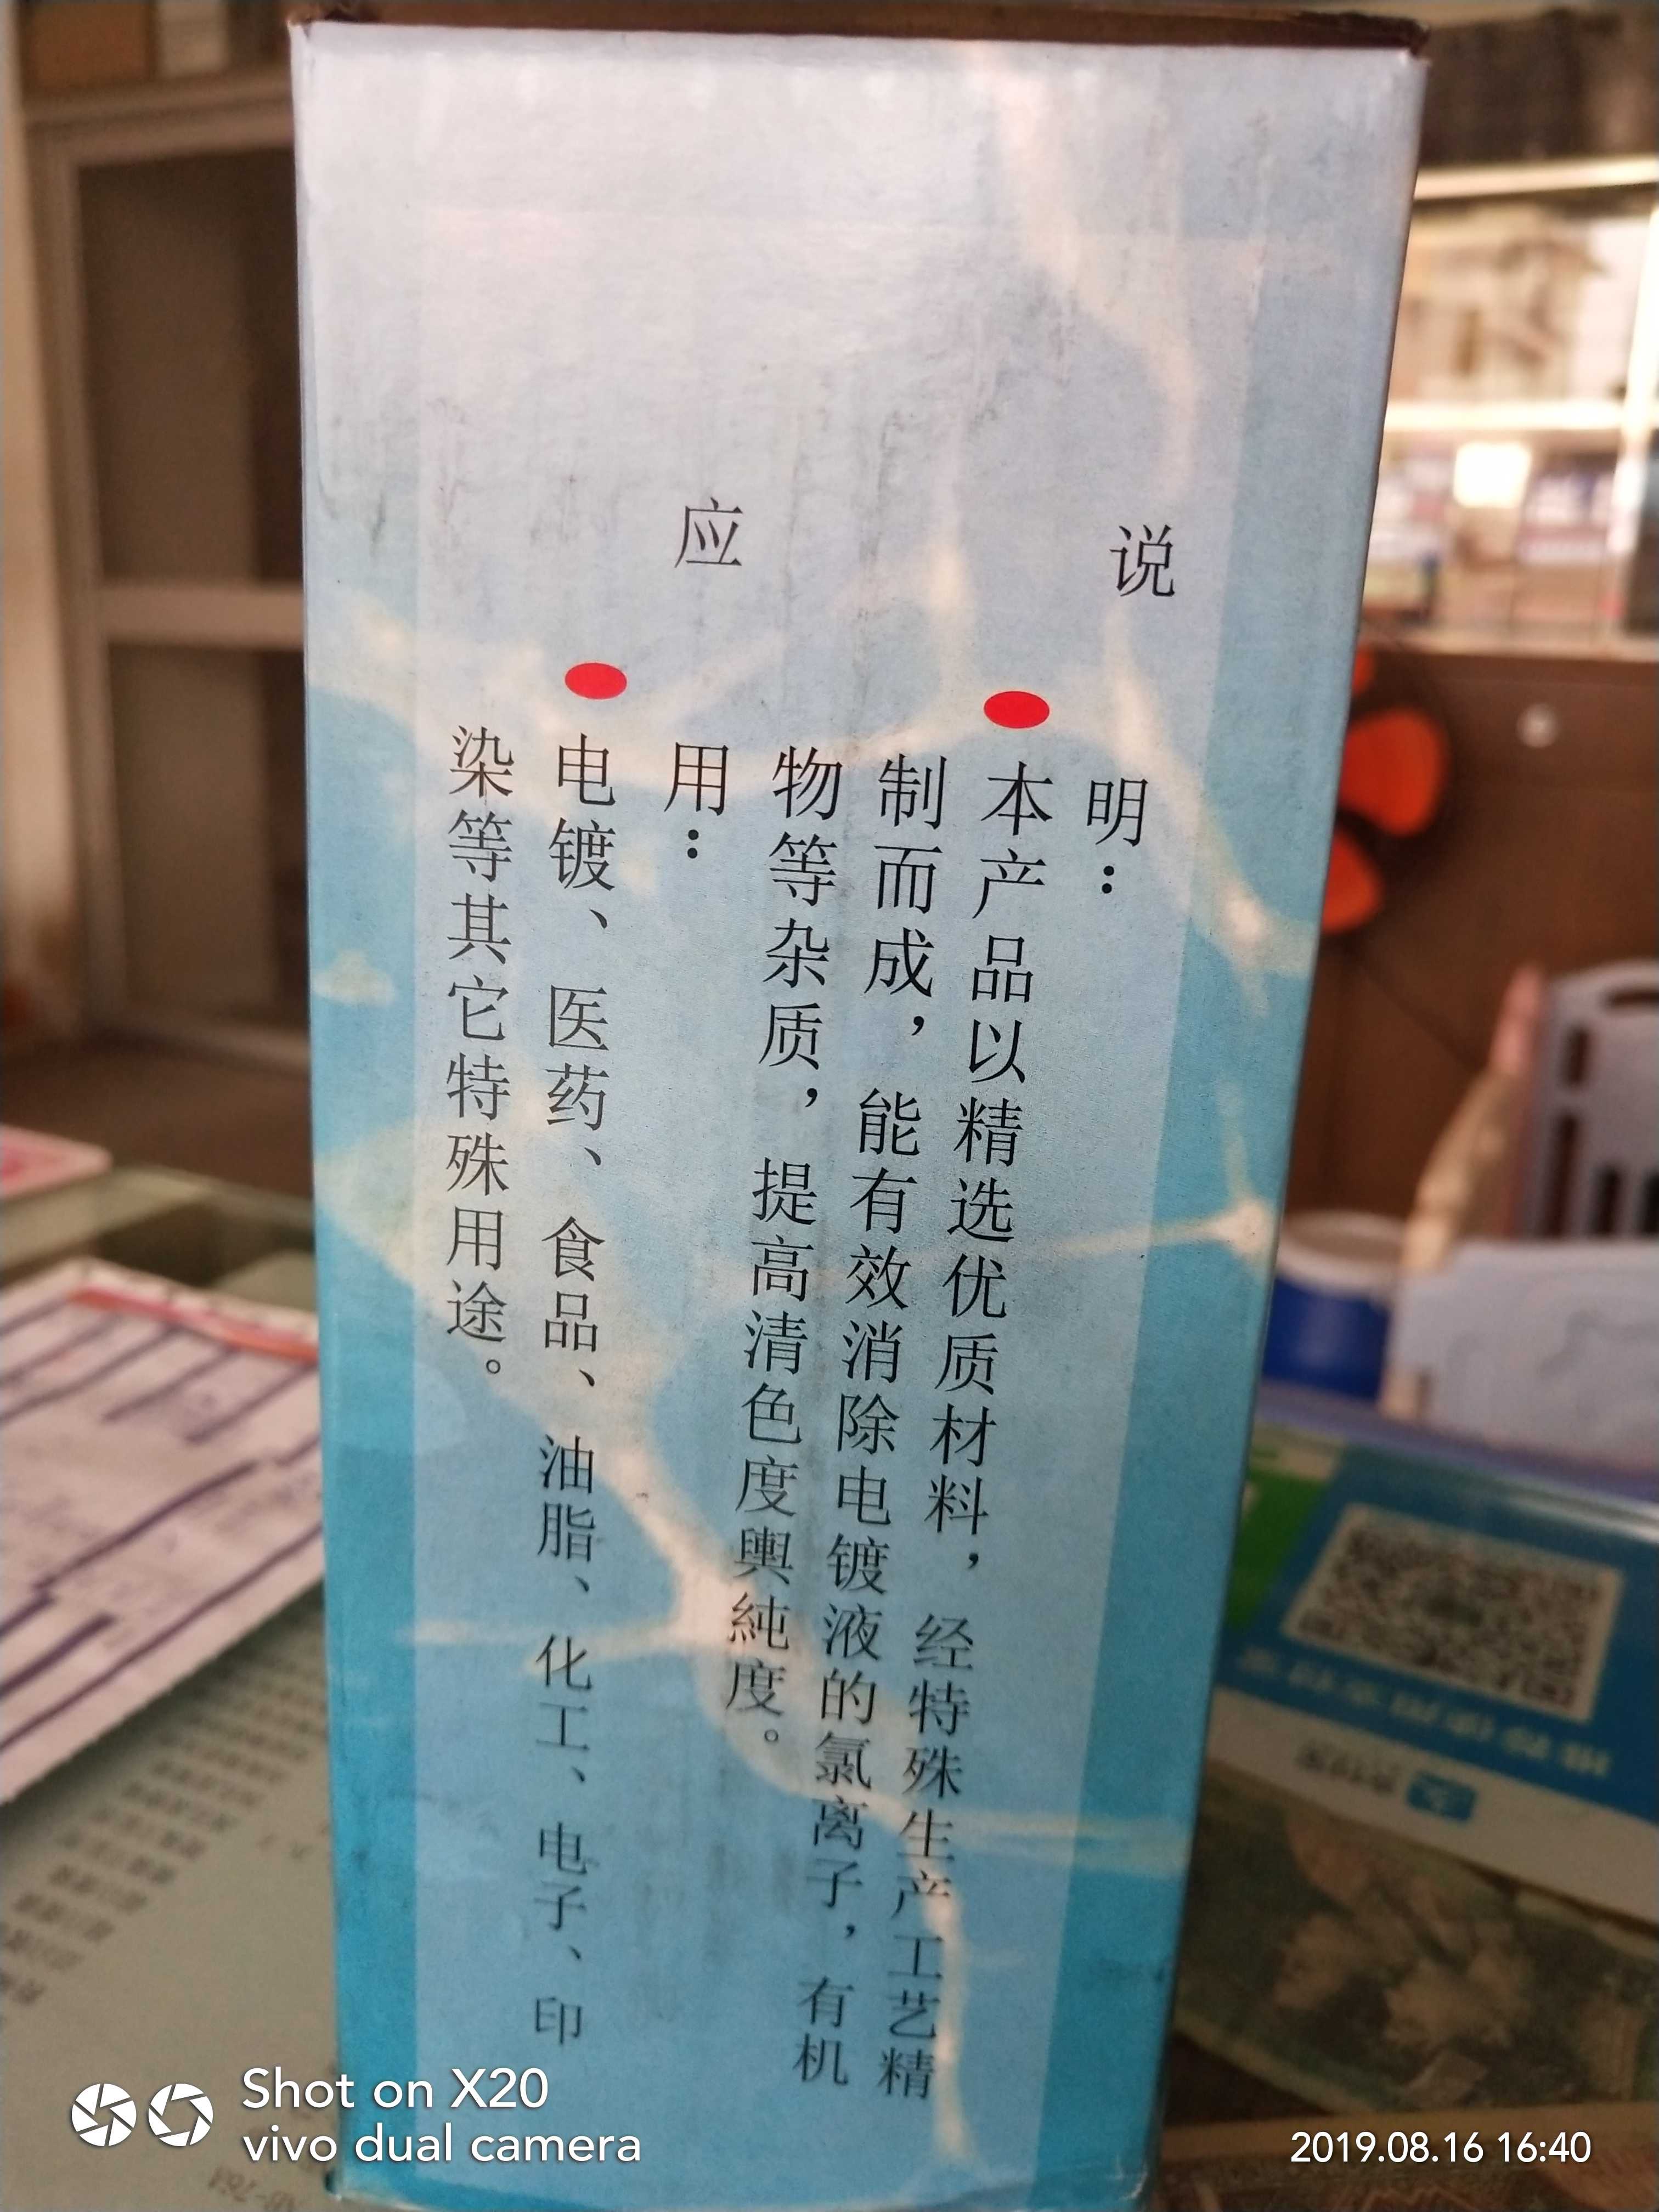 说明：
本产品以精选优质材料，经特殊生产工艺精
制而成，能有效消除电镀液的氯离子，有机
物等杂质，提高清色度輿純度。
应用：
电镀、医药、食品、油脂、化工、电子、印
染等其它特殊用途。
Shot on X20
vivo dual camera
2019.08.16 16:40